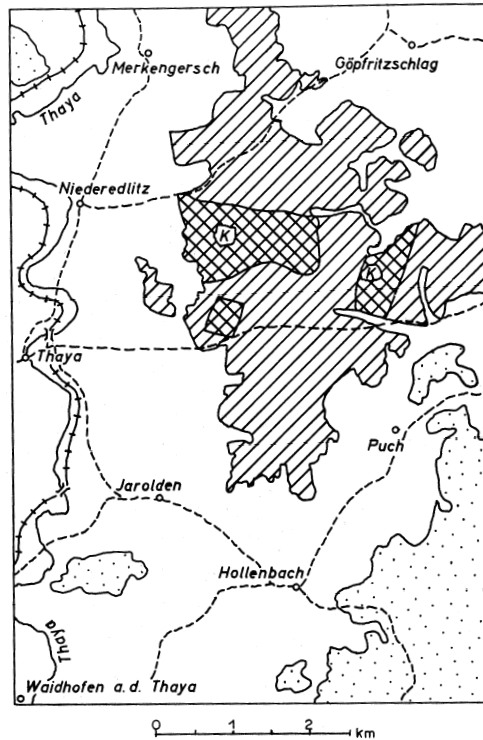 Merkengersch
Göpfritzschlag
Thaya
Niederedlitz
K
K
Thaya
Puch
Jarolden
Hollenbach
Thaya
Waidhofen a.d. Thaya
0 1 2 km